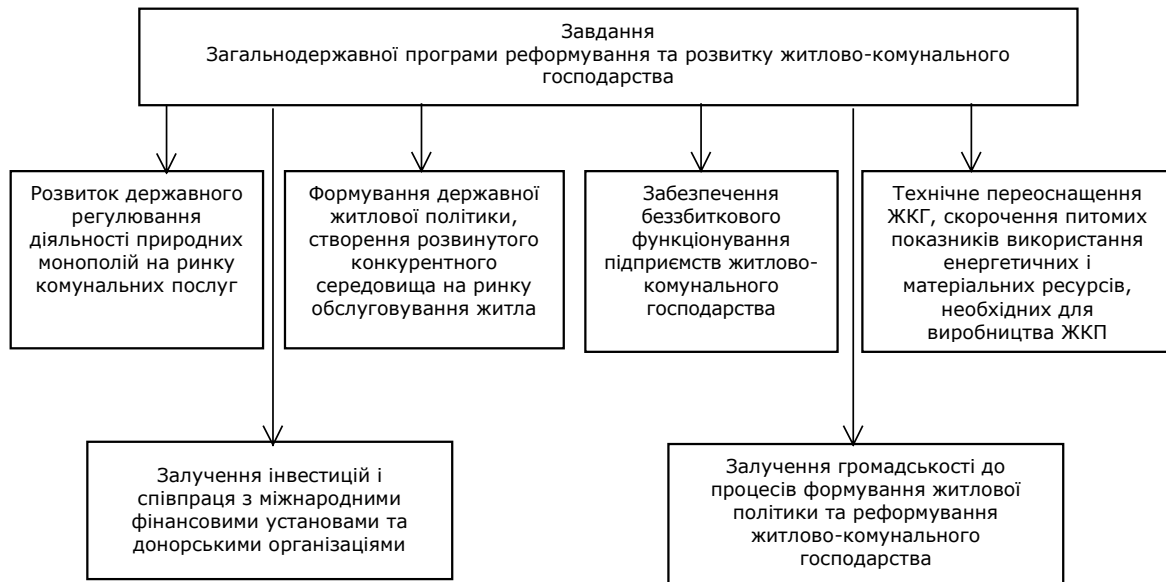 Завдання
Загальнодержавної програми реформування та розвитку житлово-комунального
господарства
Розвиток державного
регулювання
діяльності природних
монополій на ринку
комунальних послуг
Формування державної
житлової політики,
створення розвинутого
конкурентного
середовища на ринку
обслуговування житла
Забезпечення
беззбиткового
функціонування
підприємств житлово-
комунального
господарства
Технічне переоснащення
ЖКГ, скорочення питомих
показників використання
енергетичних і
матеріальних ресурсів,
необхідних для
виробництва ЖКП
Залучення інвестицій і
співпраця з міжнародними
фінансовими установами та
донорськими організаціями
Залучення громадськості до
процесів формування житлової
політики та реформування
житлово-комунального
господарства